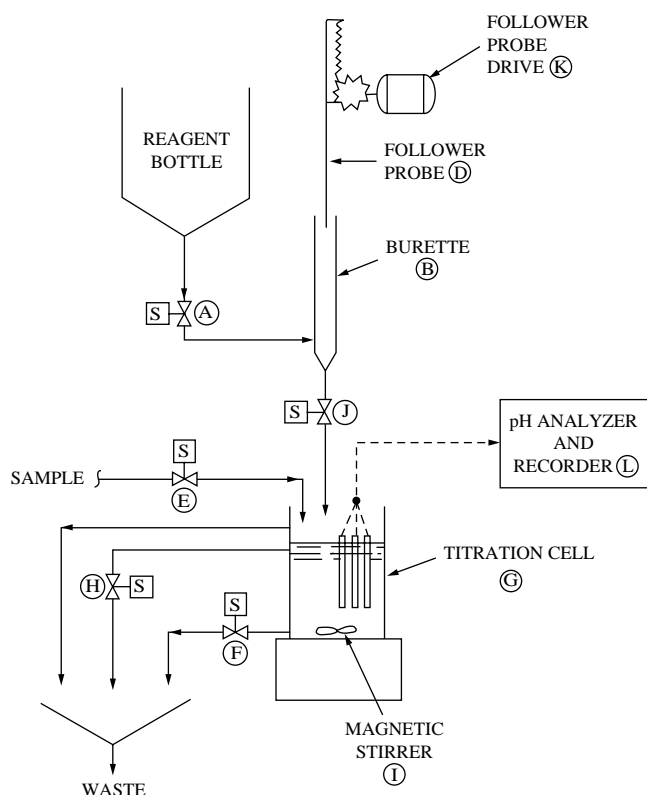 FOLLOWER
PROBE
DRIVE K
REAGENT
BOTTLE
FOLLOWER
PROBE D
BURETTE
B
S A
S J
pH ANALYZER
AND
RECORDER L
S
SAMPLE
E
TITRATION CELL
G
H S
S
F
MAGNETIC
STIRRER
I
WASTE